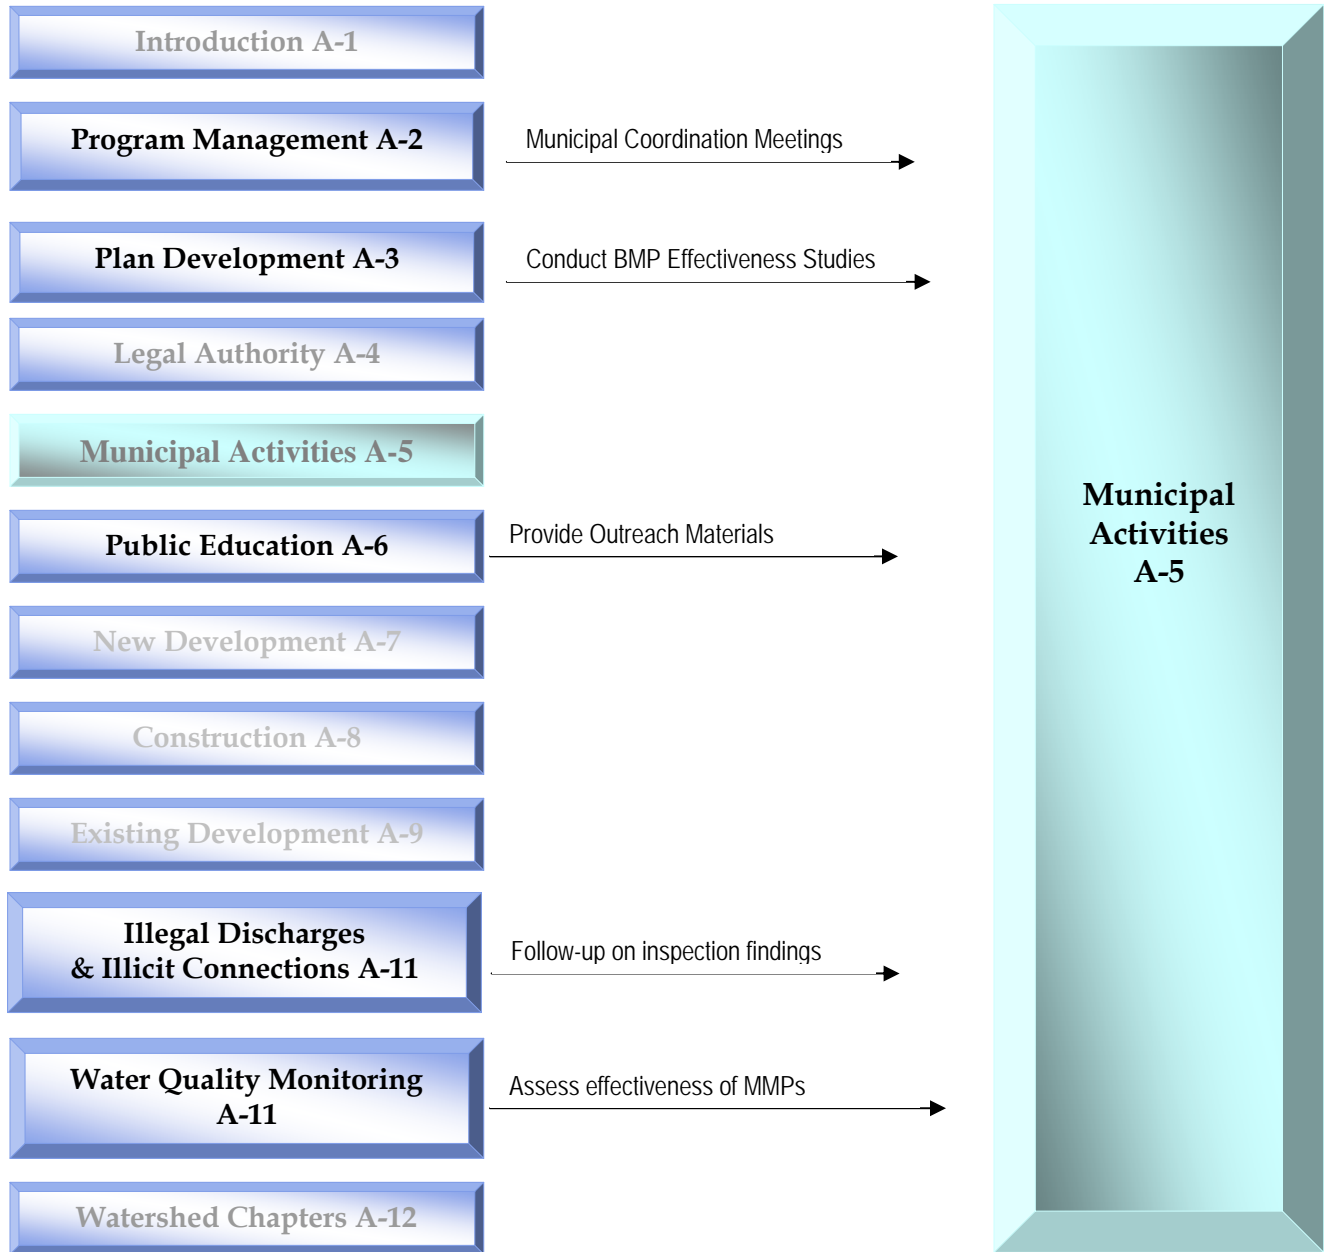 Introduction A-1
Program Management A-2
Municipal Coordination Meetings
Plan Development A-3
Conduct BMP Effectiveness Studies
Legal Authority A-4
Municipal Activities A-5
Municipal
Activities
A-5
Public Education A-6
Provide Outreach Materials
New Development A-7
Construction A-8
Existing Development A-9
Illegal Discharges
& Illicit Connections A-11
Follow-up on inspection findings
Water Quality Monitoring
A-11
Assess effectiveness of MMPs
Watershed Chapters A-12